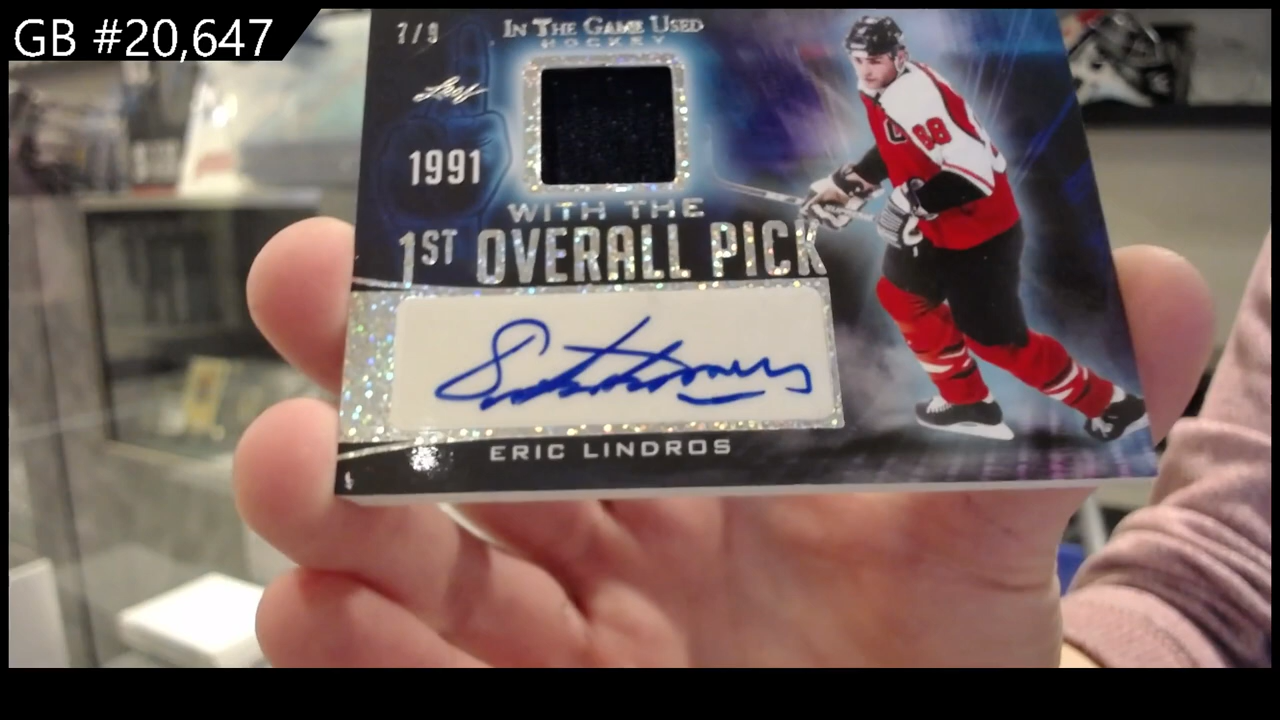 GB #20,647
7/9
IN THE GAME USED
HOCKEY
Leaf
1991
88
WITH THE
1ST OVERALL PICK
ERIC LINDROS